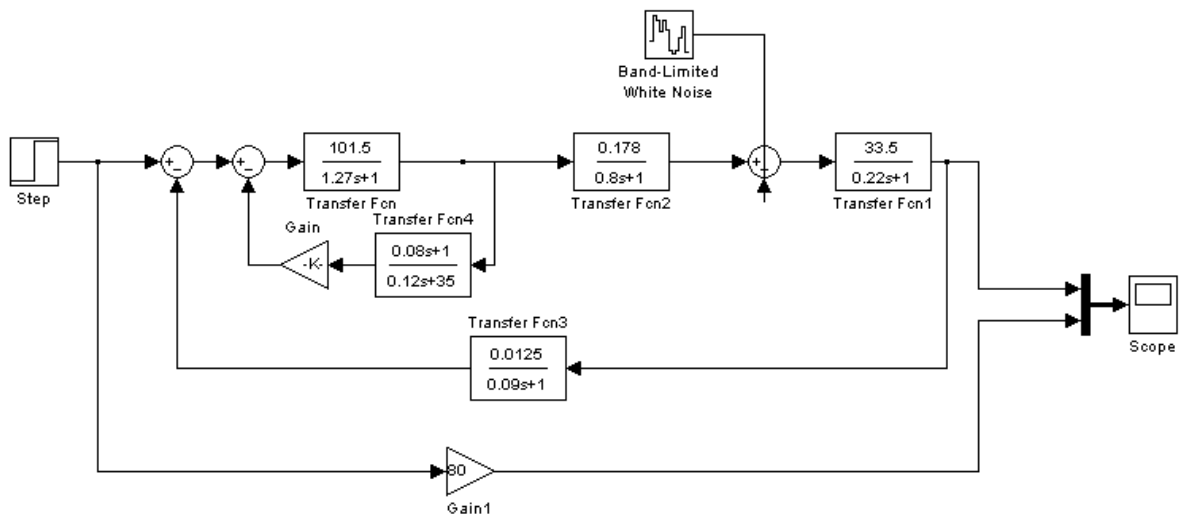 Band-Limited
White Noise
Step
+
−
+
−
101.5
1.27s+1
Transfer Fcn
0.178
0.8s+1
Transfer Fcn2
+
−
33.5
0.22s+1
Transfer Fcn1
Gain
-K-
Transfer Fcn4
0.08s+1
0.12s+35
Transfer Fcn3
0.0125
0.09s+1
Scope
80
Gain1